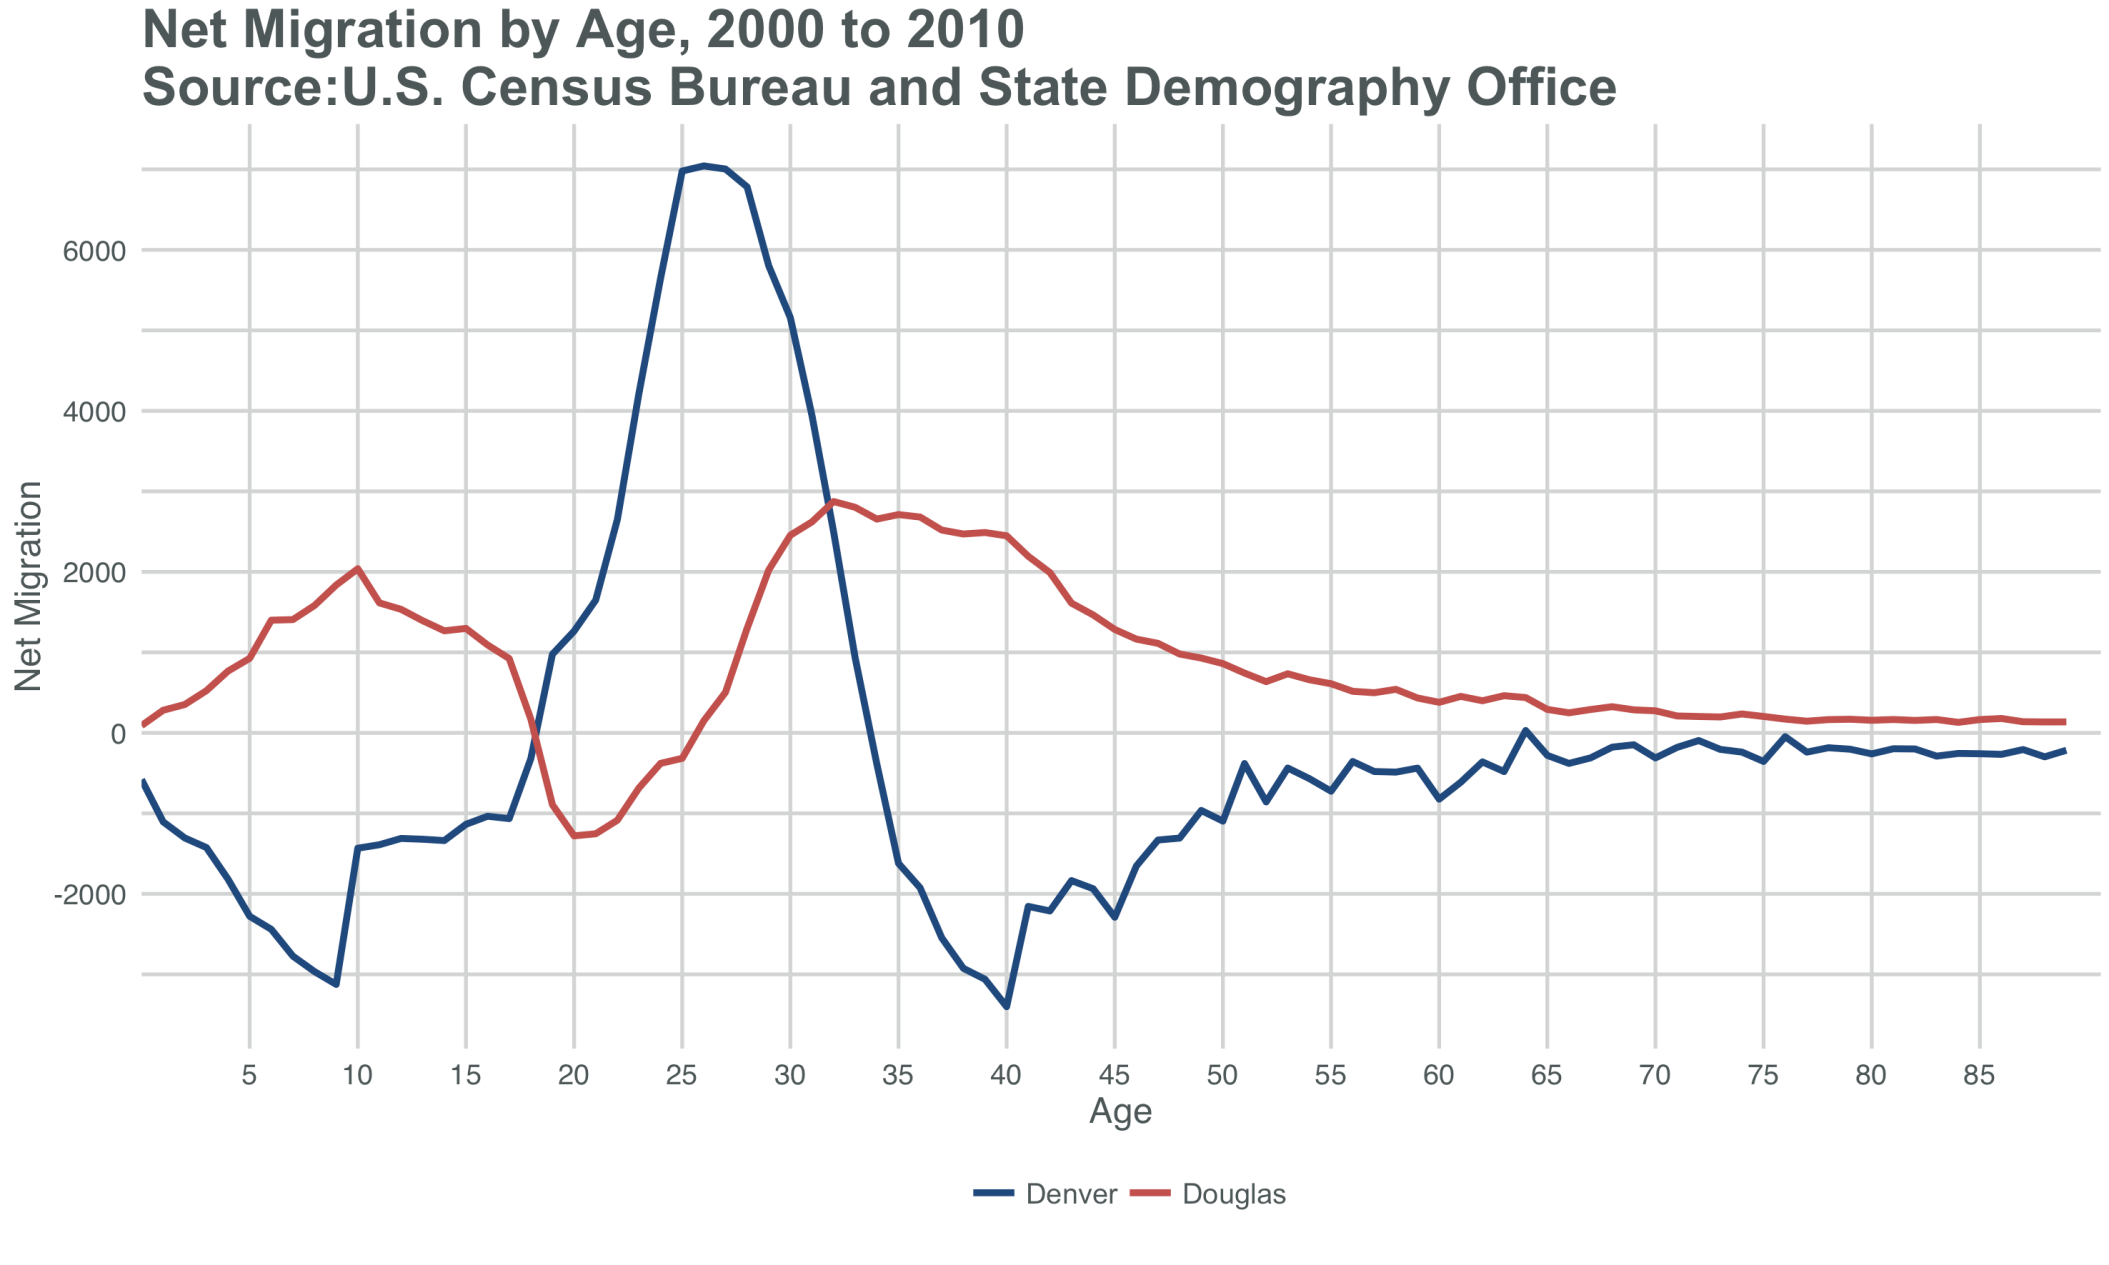 Net Migration by Age, 2000 to 2010
Source:U.S. Census Bureau and State Demography Office
Net Migration
6000
4000
2000
0
-2000
5 10 15 20 25 30 35 40 45 50 55 60 65 70 75 80 85
Age
Denver Douglas